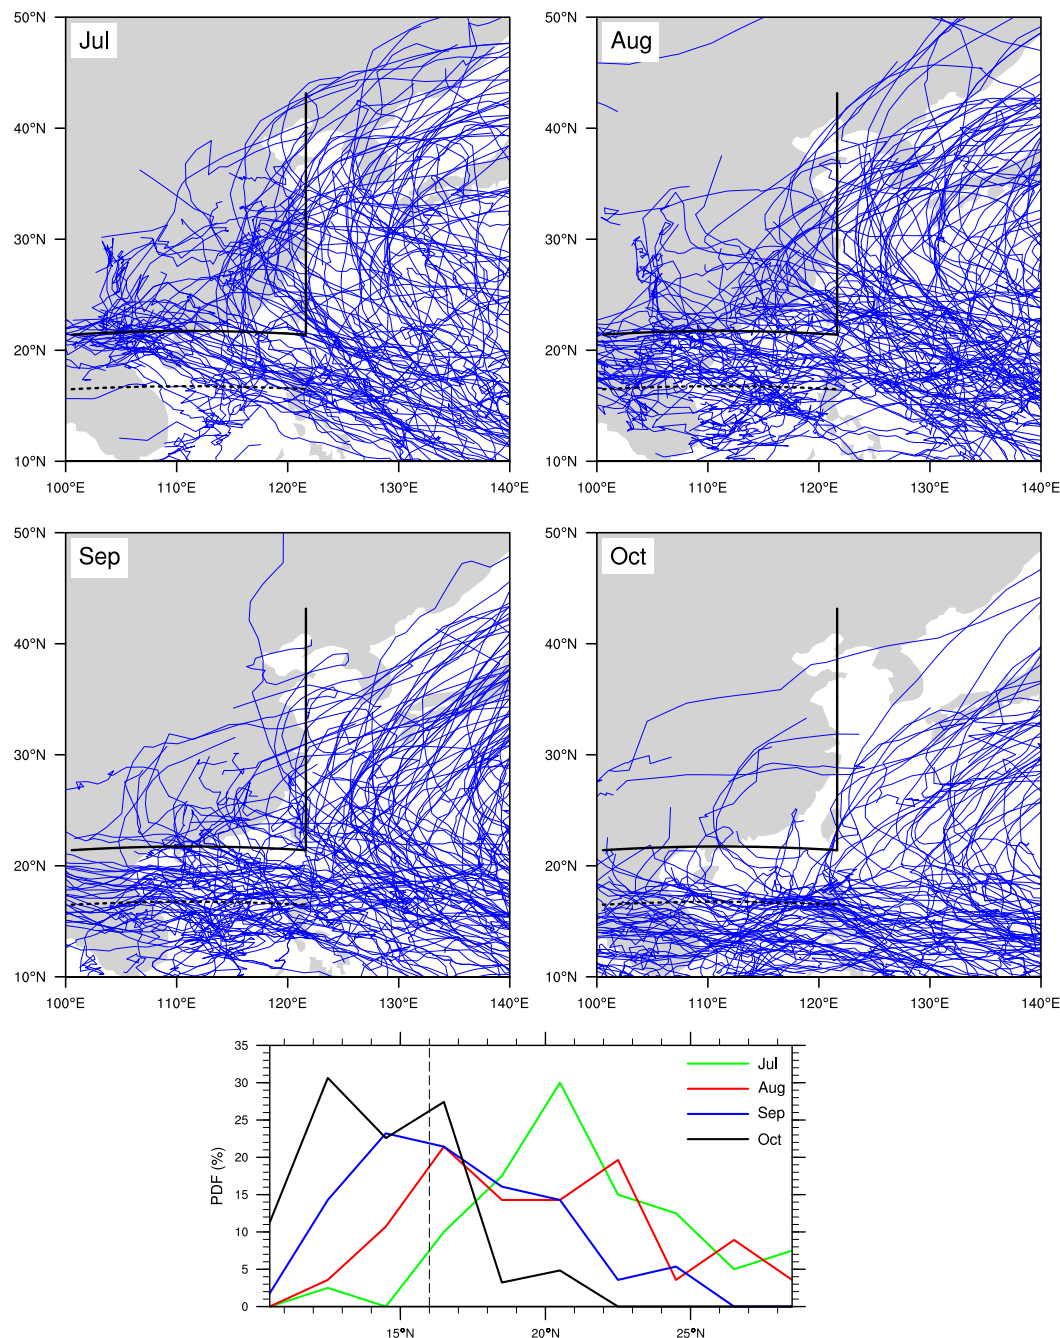 50°N 50°N
Jul Aug
40°N 40°N
30°N 30°N
20°N 20°N
10°N 10°N
100°E 110°E 120°E 130°E 140°E 100°E 110°E 120°E 130°E 140°E
50°N 50°N
Sep Oct
40°N 40°N
30°N 30°N
20°N 20°N
10°N 10°N
100°E 110°E 120°E 130°E 140°E 100°E 110°E 120°E 130°E 140°E
35
Jul
30
Aug
25
Sep
Oct
20
PDF (%)
15
10
5
0
15°N 20°N 25°N